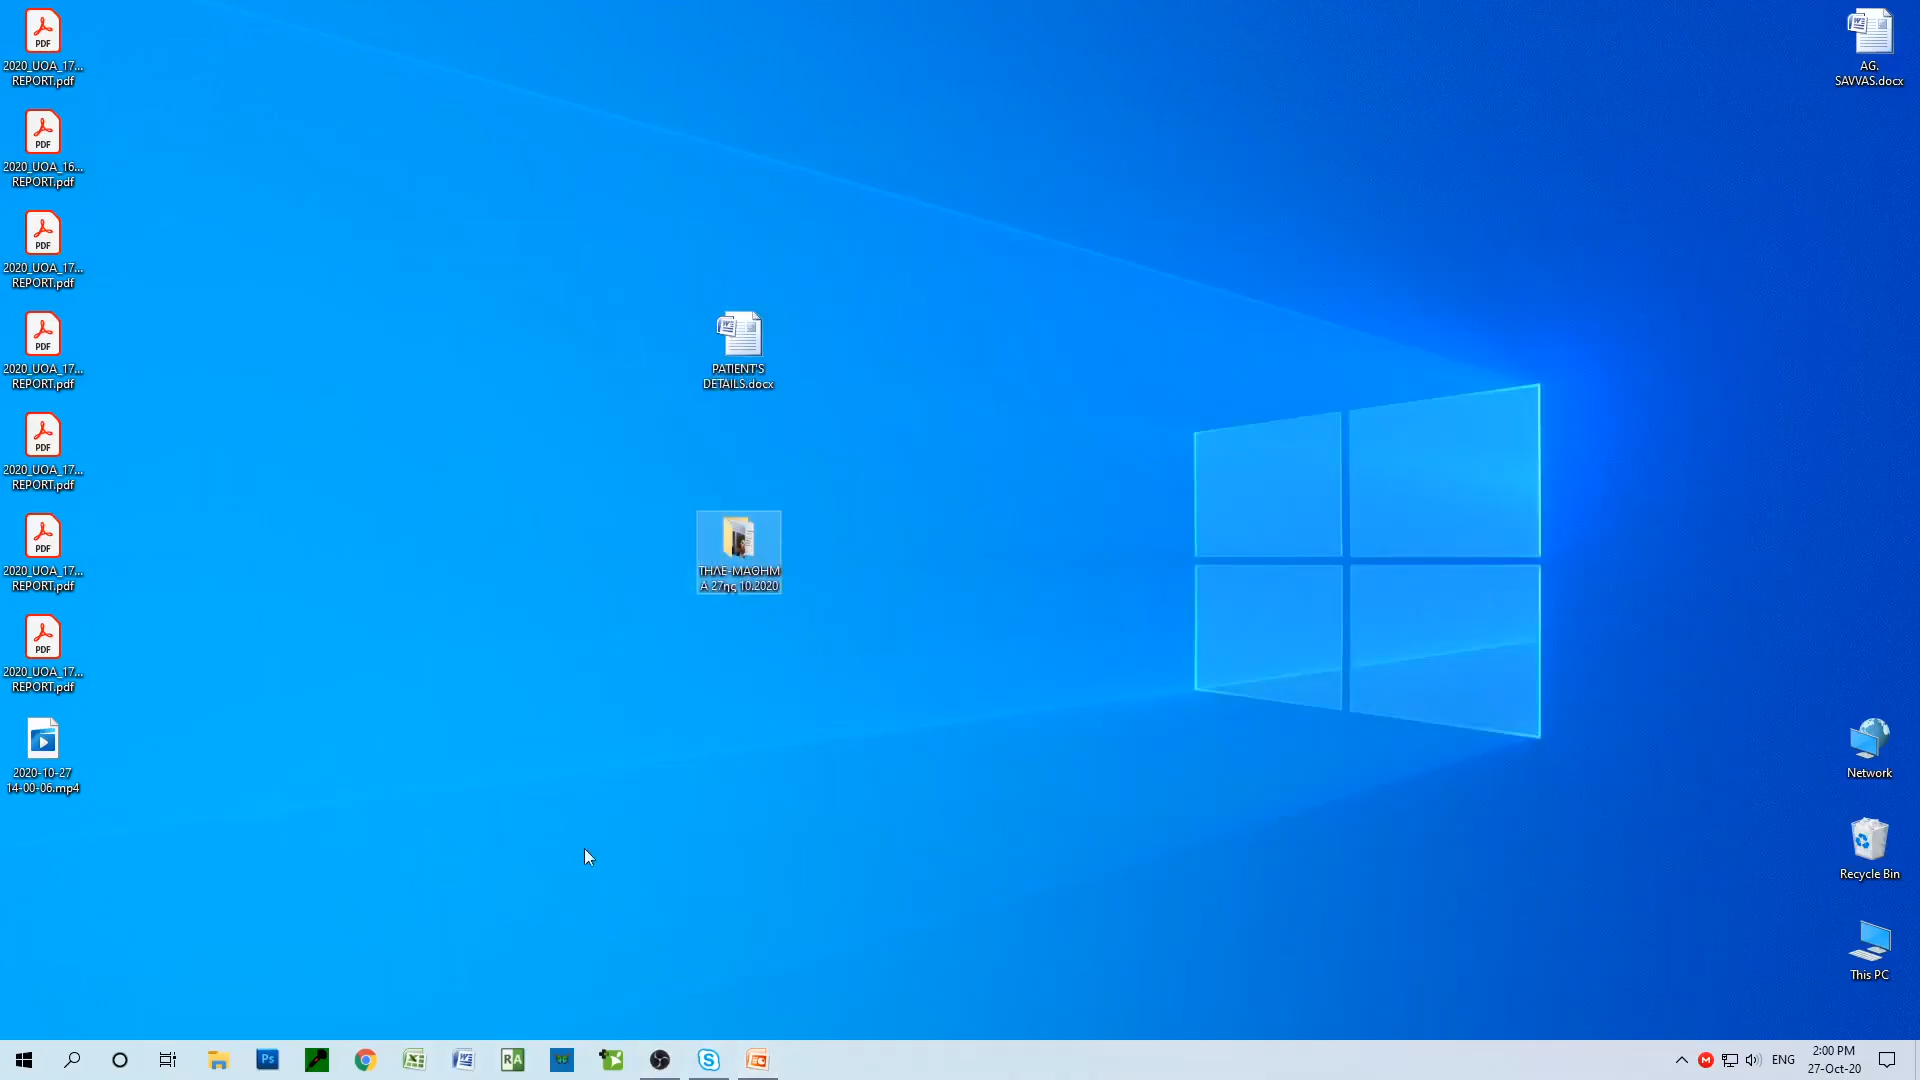 PDF
2020_UOA_17...
REPORT.pdf
PDF
2020_UOA_16...
REPORT.pdf
PDF
2020_UOA_17...
REPORT.pdf
PDF
2020_UOA_17...
REPORT.pdf
PDF
2020_UOA_17...
REPORT.pdf
PDF
2020_UOA_17...
REPORT.pdf
PDF
2020_UOA_17...
REPORT.pdf
2020-10-27
14-00-06.mp4
PATIENT'S
DETAILS.docx
ΤΗΛΕ-ΜΑΘΗΜ
Α 27ης 10.2020
AG.
SAVVAS.docx
Network
Recycle Bin
This PC
Ps
RA
ENG
2:00 PM
27-Oct-20